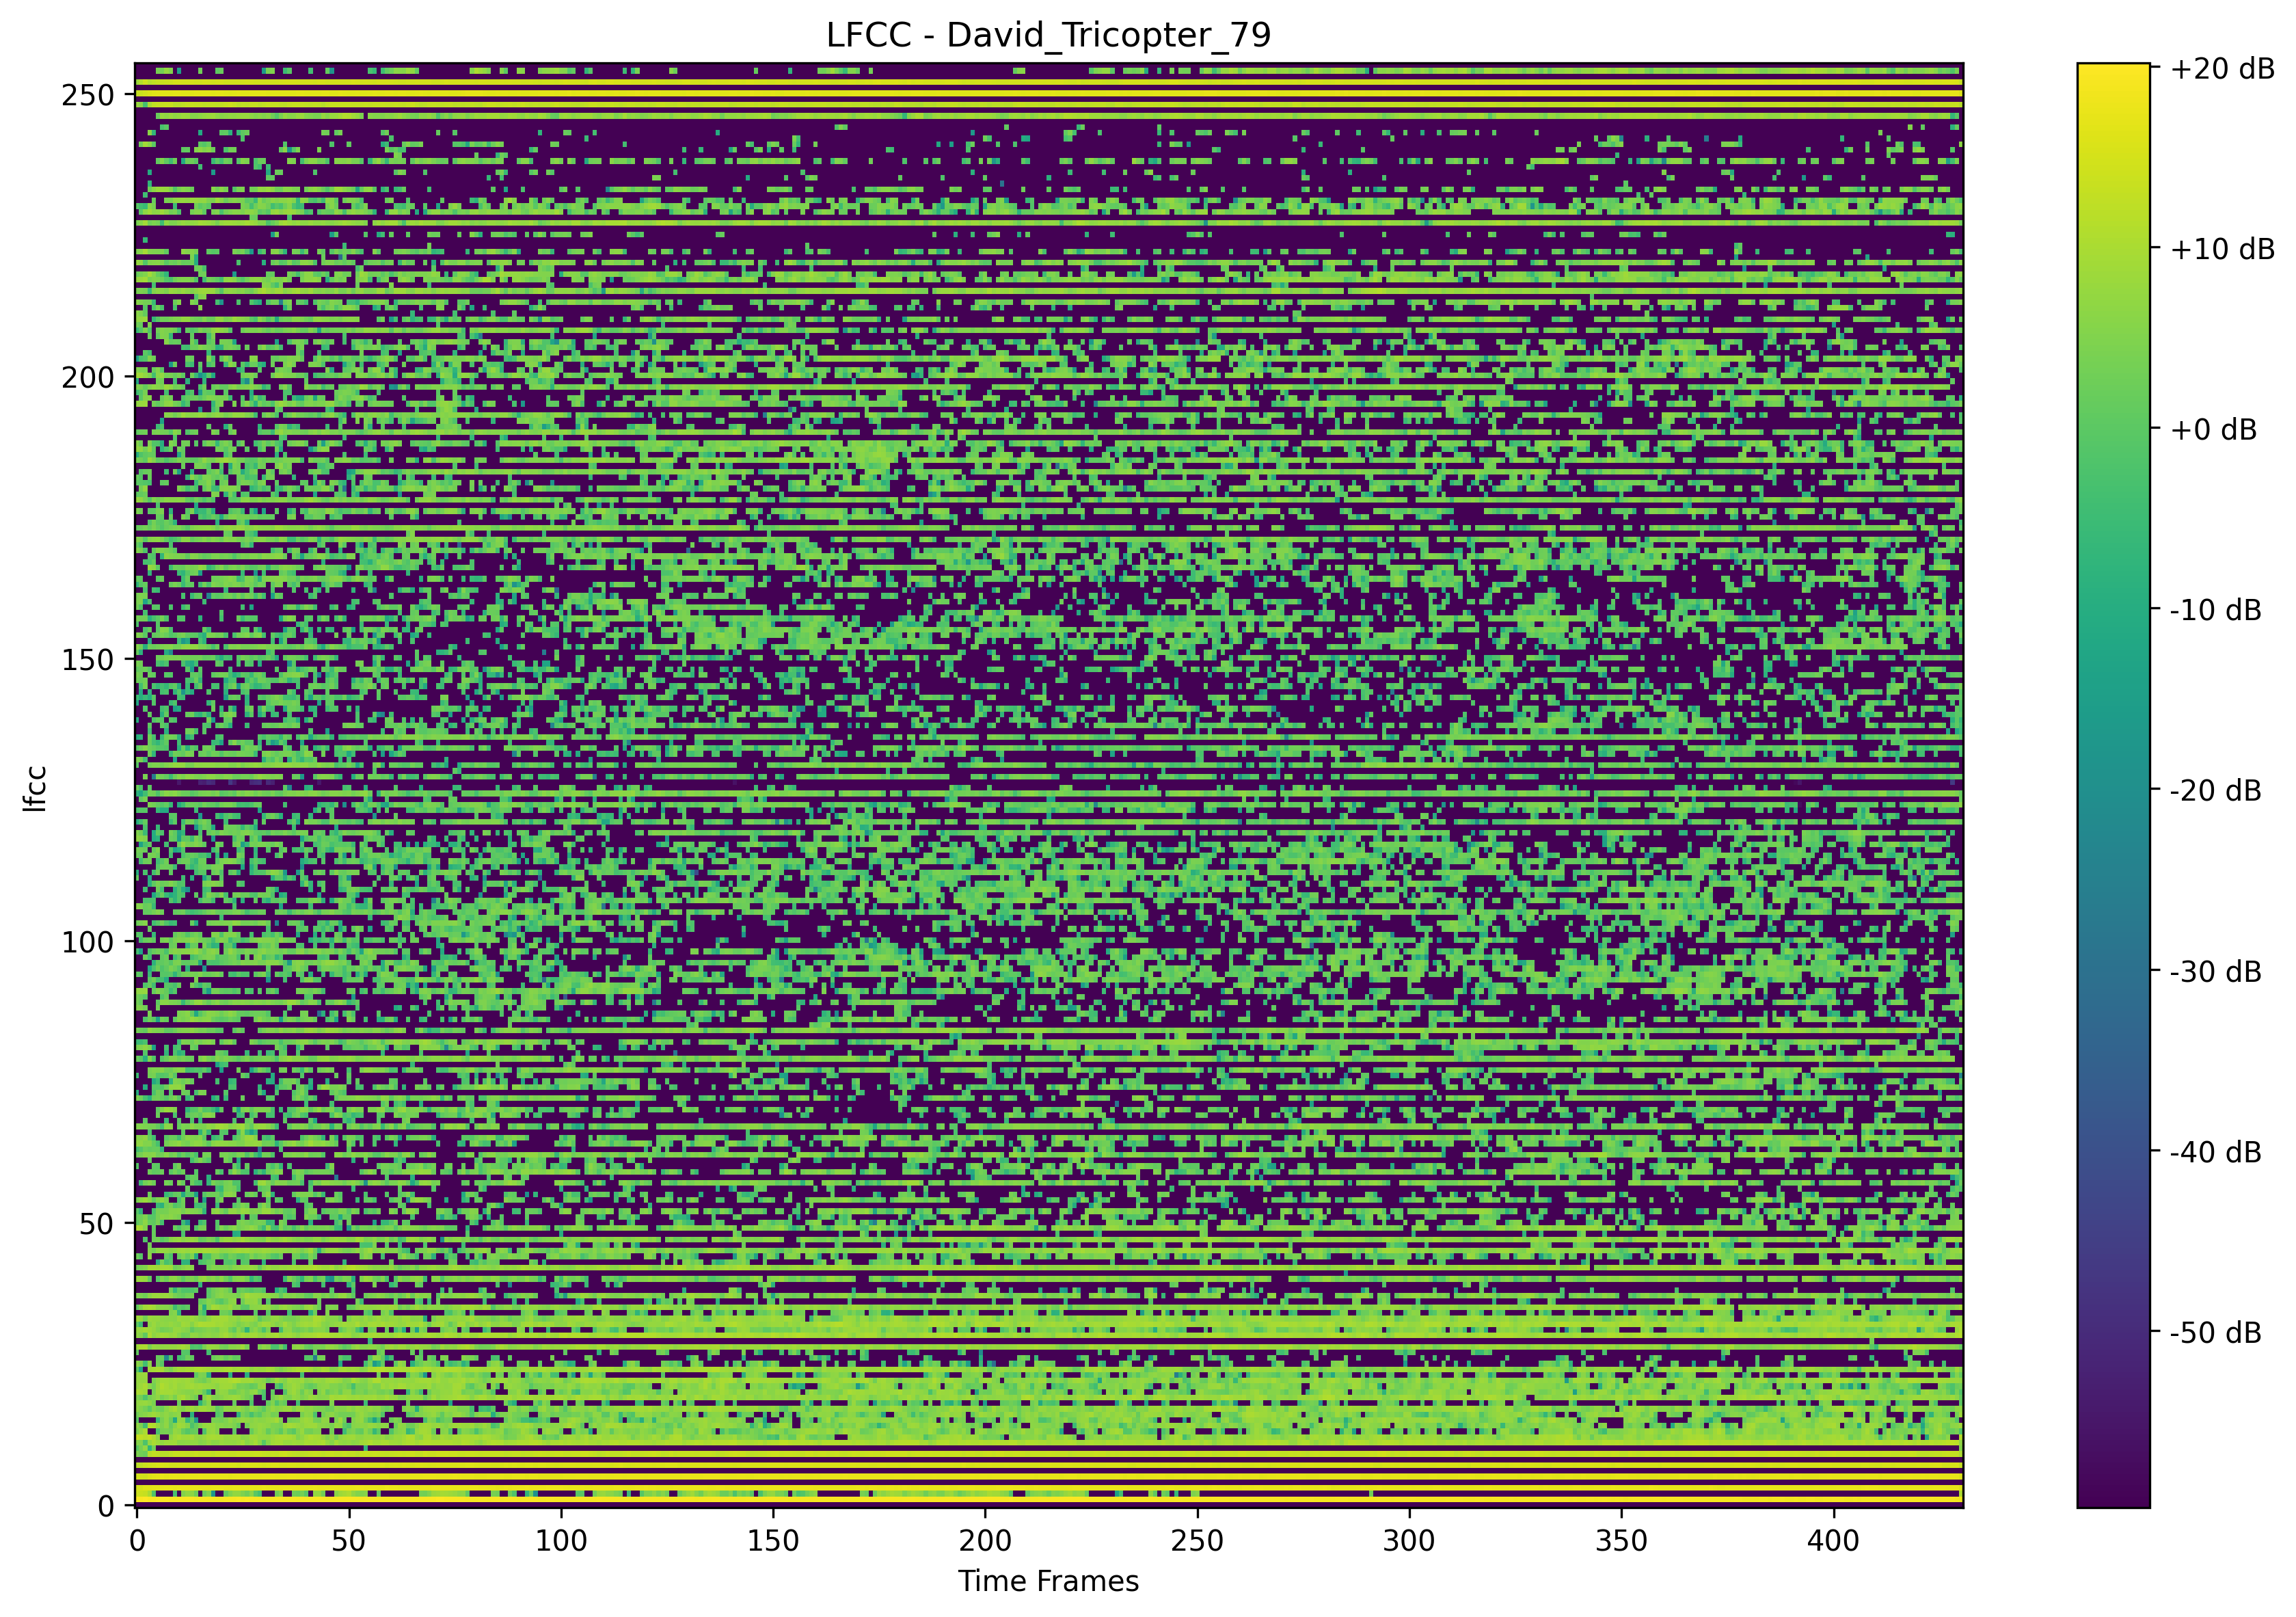 LFCC - David_Tricopter_79
250
200
150
100
50
0
lfcc
0 50 100 150 200 250 300 350 400
Time Frames
+20 dB
+10 dB
+0 dB
-10 dB
-20 dB
-30 dB
-40 dB
-50 dB